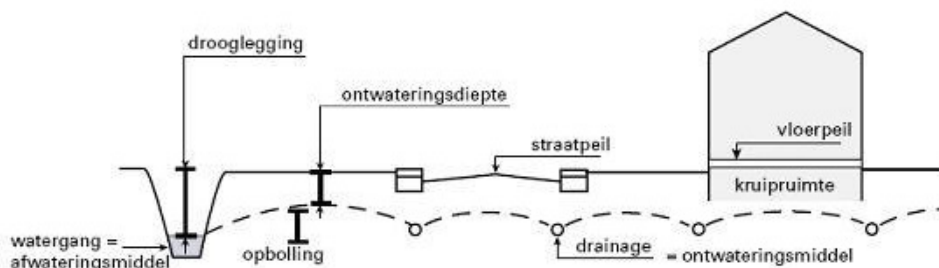 drooglegging
ontwateringsdiepte
straatpeil
vloerpeil
kruipruimte
watergang =
afwateringsmiddel
opbolling
drainage = ontwateringsmiddel